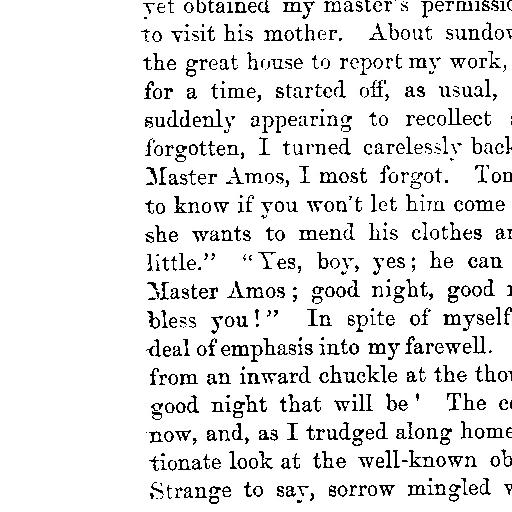 yet obtained my master's permissio
to visit his mother. About sundow
the great house to report my work,
for a time, started off, as usual,
suddenly appearing to recollect
forgotten, I turned carelessly back
Master Amos, I most forgot. Tom
to know if you won't let him come
she wants to mend his clothes an
little." "Yes, boy, yes; he can
Master Amos; good night, good
bless you!" In spite of myself
deal of emphasis into my farewell.
from an inward chuckle at the thou
good night that will be' The
now, and, as I trudged along home
tionate look at the well-known ob
Strange to say, sorrow mingled